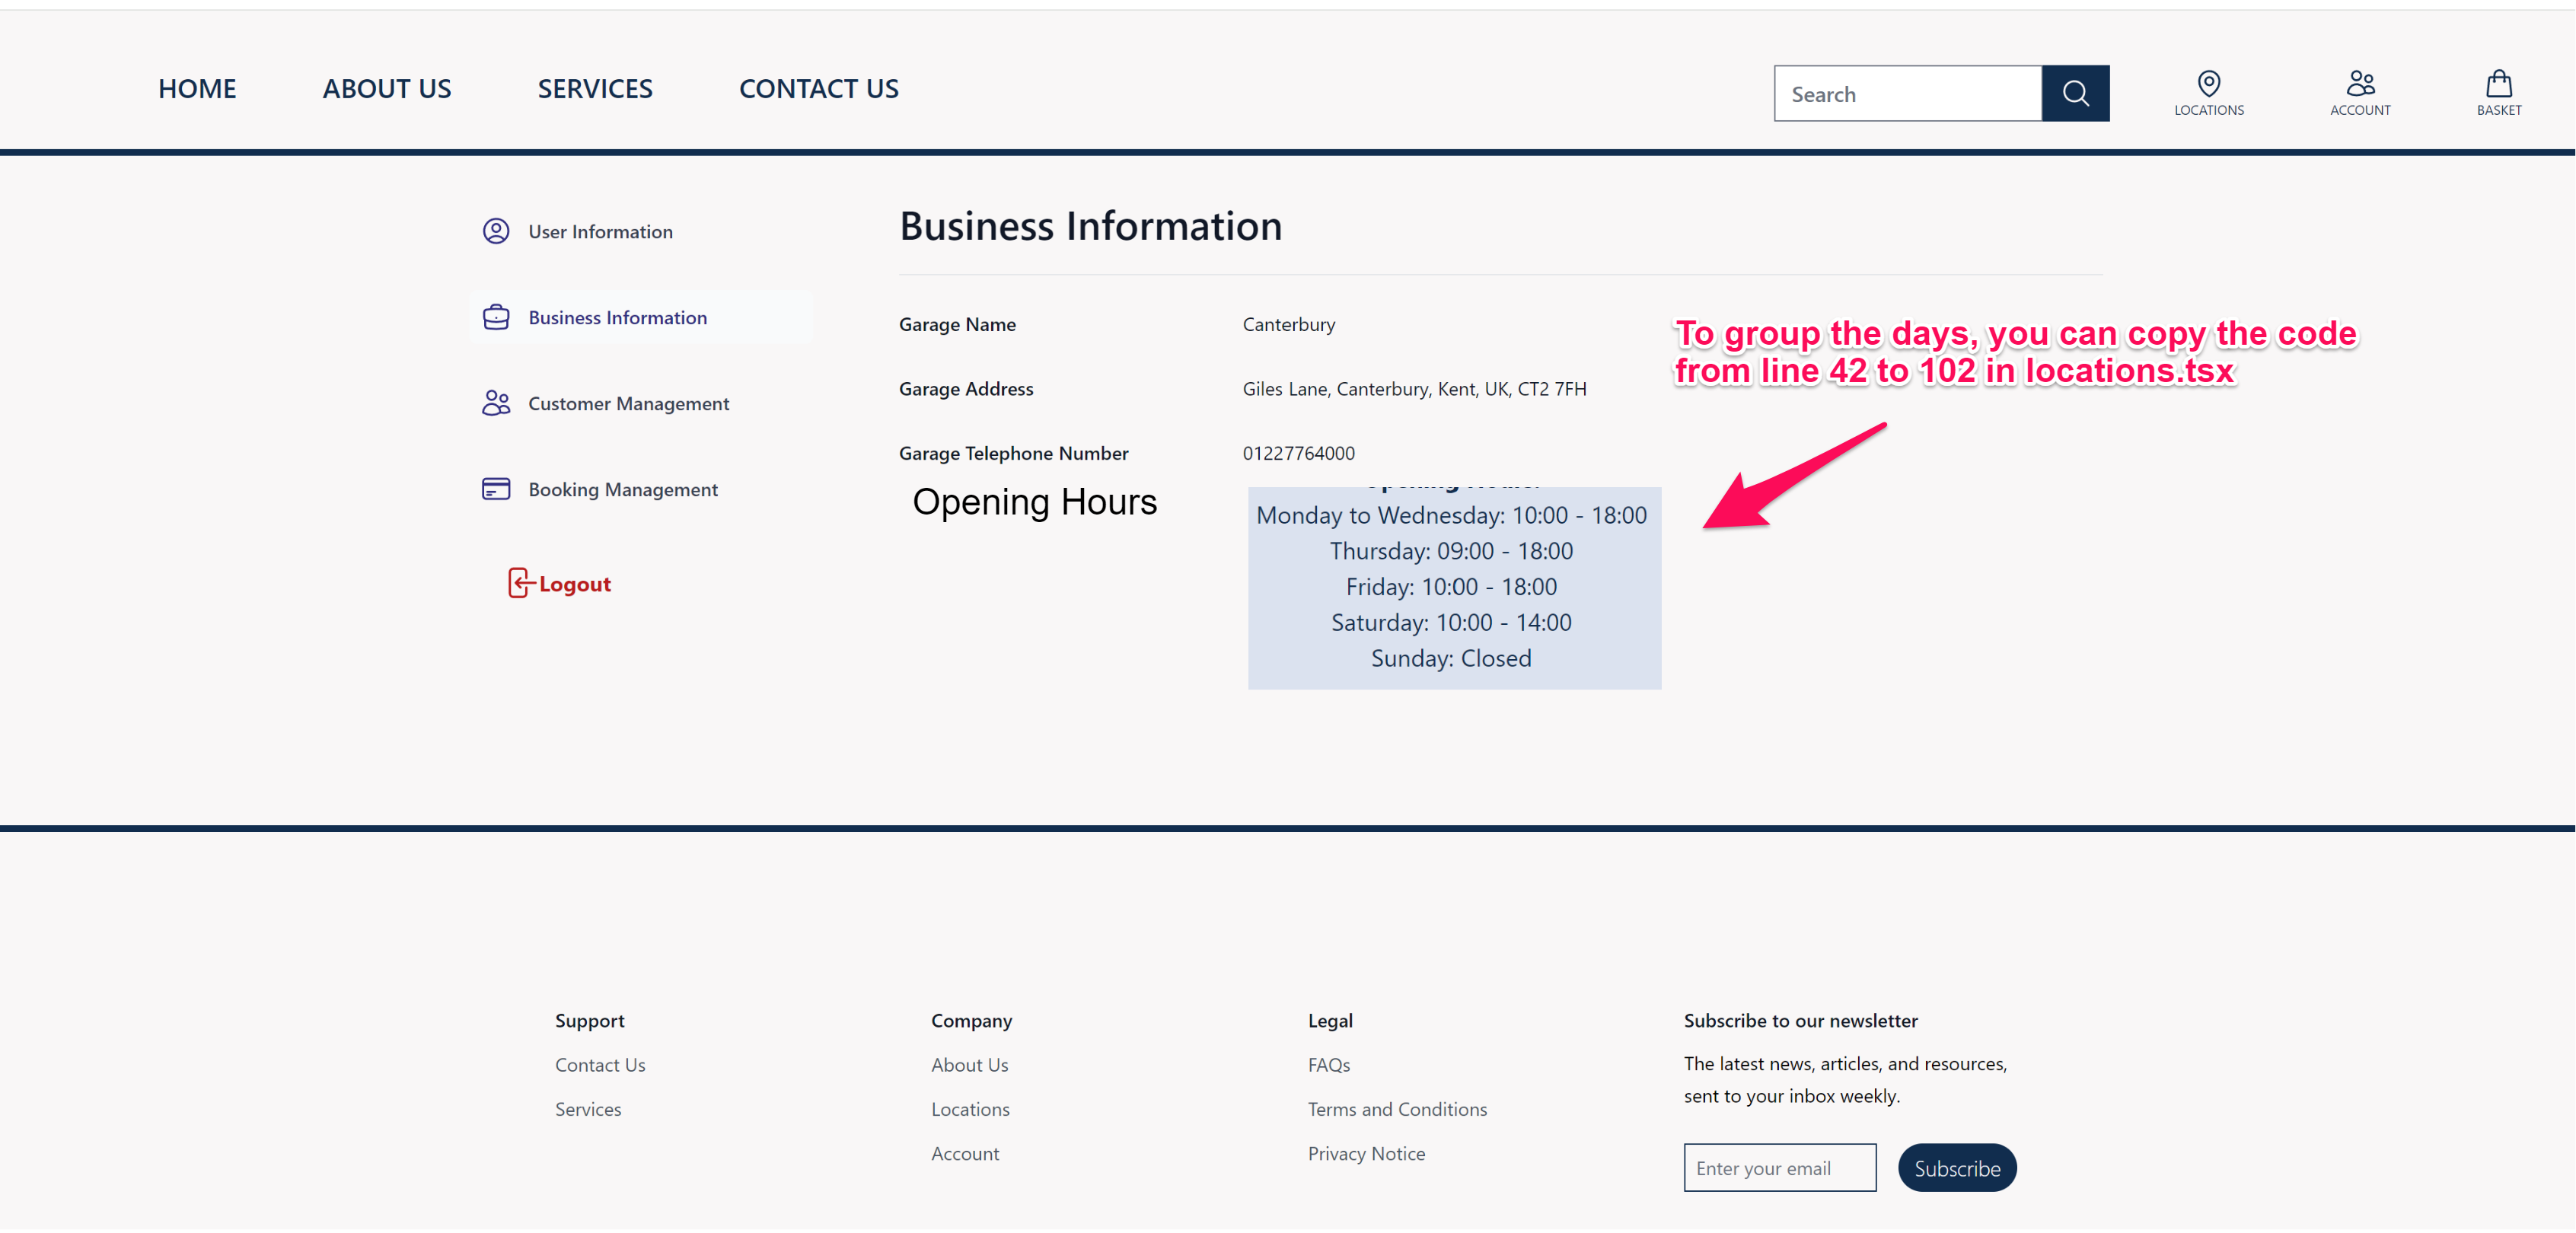 HOME ABOUT US SERVICES CONTACT US Search LOCATIONS ACCOUNT BASKET
User Information
Business Information
Customer Management
Booking Management
Logout
Business Information
Garage Name Canterbury
Garage Address Giles Lane, Canterbury, Kent, UK, CT2 7FH
Garage Telephone Number 01227764000
Opening Hours
Monday to Wednesday: 10:00 - 18:00
Thursday: 09:00 - 18:00
Friday: 10:00 - 18:00
Saturday: 10:00 - 14:00
Sunday: Closed
To group the days, you can copy the code
from line 42 to 102 in locations.tsx
Support
Contact Us
Services
Company
About Us
Locations
Account
Legal
FAQs
Terms and Conditions
Privacy Notice
Subscribe to our newsletter
The latest news, articles, and resources,
sent to your inbox weekly.
Enter your email Subscribe